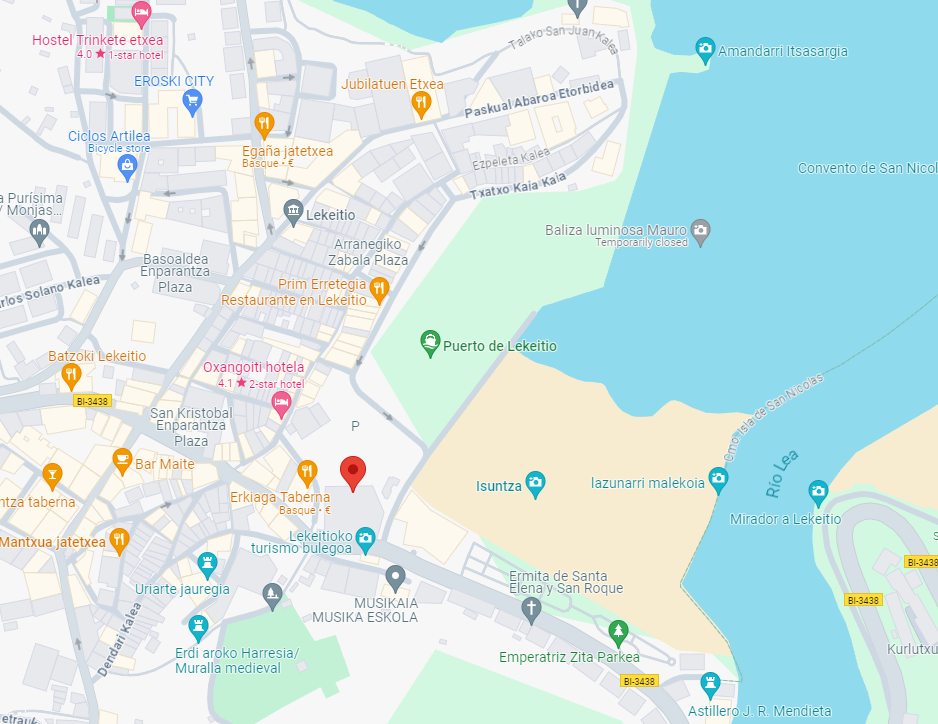 Talaxo San Juan Kalea
Hostel Trinkete etxea
4.0 ★ 1-star hotel
Amandarri Itsasargia
EROSKI CITY
Jubilatuen Etxea
Paskual Abaroa Etorbidea
Ciclos Artilea
Bicycle store
Egaña jatetxea
Basque • €
Ezpeleta Kalea
Convento de San Nicol
Txatxo Kaia Kaia
a Purísima
/ Monjas...
Lekeitio
Baliza luminosa Mauro
Temporarily closed
Arranegiko
Zabala Plaza
Basoaldea
Enparantza
Plaza
arlos Solano Kalea
Prim Erretegia
Restaurante en Lekeitio
Puerto de Lekeitio
Batzoki Lekeitio
Oxangoiti hotela
4.1 ★ 2-star hotel
BI-3438
Cmo. Isla de San Nicolas
San Kristobal
Enparantza
Plaza
P
Bar Maite
Río Lea
Isuntza
lazunarri malekoia
ntza taberna
Erkiaga Taberna
Basque • €
Mirador a Lekeitio
Mantxua jatetxea
Lekeitioko
turismo bulegoa
BI-3438
Uriarte jauregia
Ermita de Santa
Elena y San Roque
BI-3438
MUSIKAIA
MUSIKA ESKOLA
Dendari Kalea
Erdi aroko Harresia/
Muralla medieval
Emperatriz Zita Parkea
Kurlutxu
BI-3438
Astillero J. R. Mendieta
etrauk